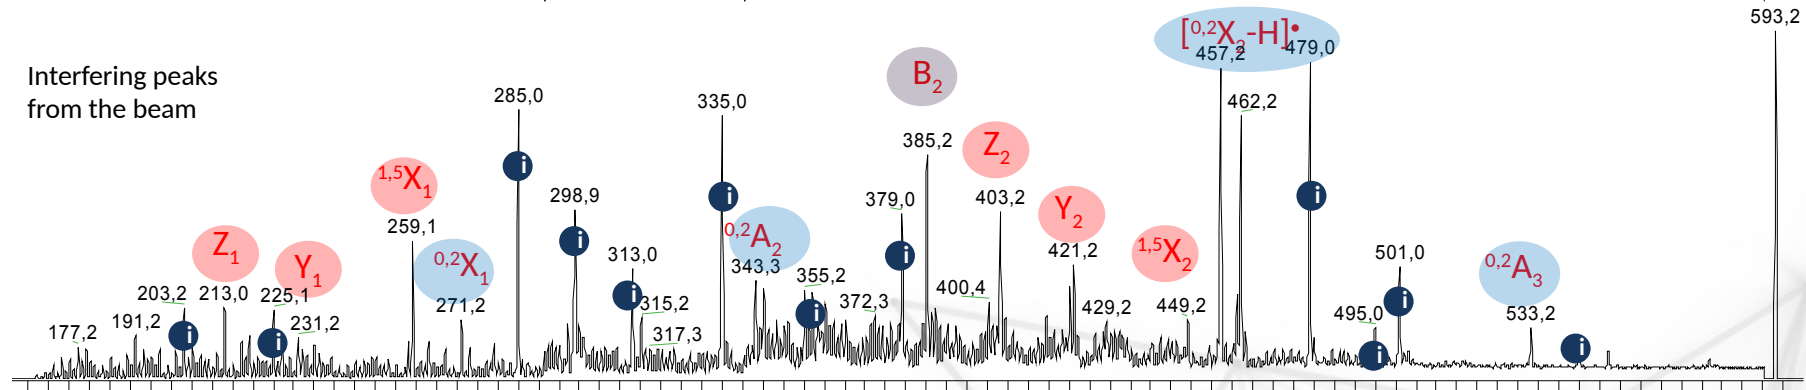 Interfering peaks
from the beam
177,2
191,2
203,2
i
Z1
213,0
Y1
225,1
i
231,2
1,5X1
259,1
0,2X1
271,2
285,0
i
298,9
i
313,0
i
315,2
317,3
335,0
i
0,2A2
343,3
355,2
i
372,3
379,0
i
B2
385,2
400,4
Z2
403,2
Y2
421,2
429,2
1,5X2
449,2
[0,2X2-H]•
457,2
462,2
479,0
i
495,0
i
501,0
i
0,2A3
533,2
i
593,2